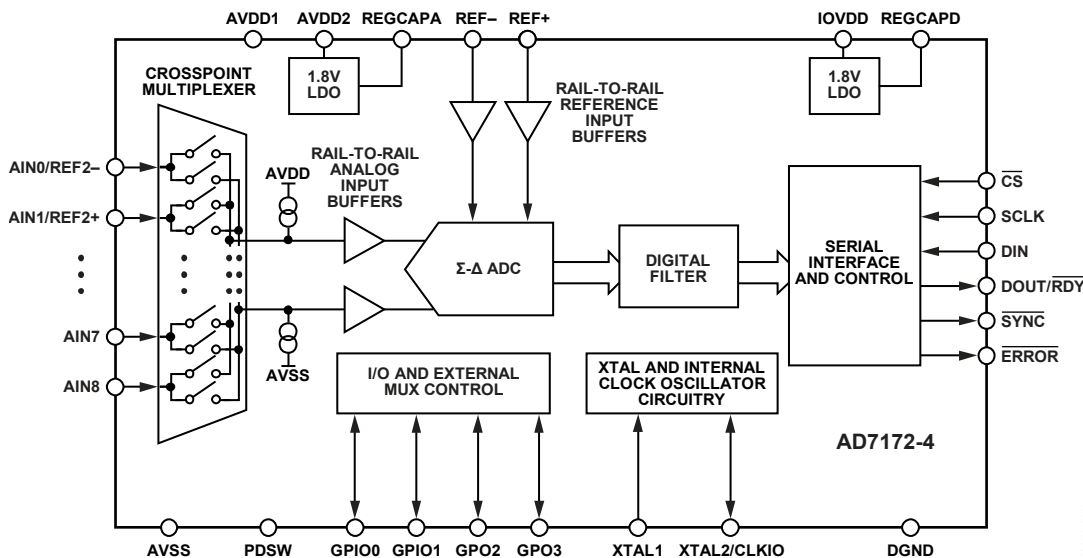 AVDD1 AVDD2 REGCAPA REF– REF+ IOVDD REGCAPD
CROSSPOINT
MULTIPLEXER
1.8V
LDO
RAIL-TO-RAIL
REFERENCE
INPUT
BUFFERS
1.8V
LDO
AIN0/REF2–
AIN1/REF2+
AIN7
AIN8
RAIL-TO-RAIL
ANALOG
INPUT
BUFFERS
AVDD
AVSS
Σ-Δ ADC
DIGITAL
FILTER
SERIAL
INTERFACE
AND CONTROL
CS
SCLK
DIN
DOUT/RDY
SYNC
ERROR
I/O AND EXTERNAL
MUX CONTROL
XTAL AND INTERNAL
CLOCK OSCILLATOR
CIRCUITRY
AD7172-4
AVSS PDSW GPIO0 GPIO1 GPO2 GPO3 XTAL1 XTAL2/CLKIO DGND